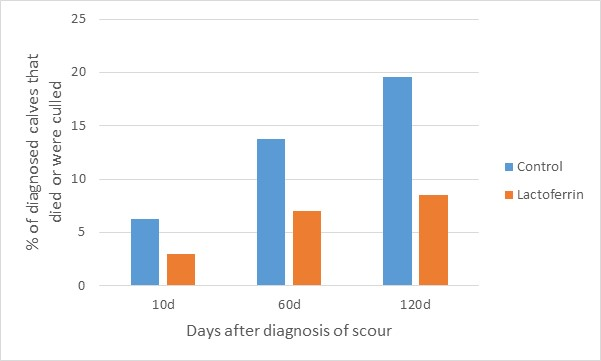 25
20
15
10
5
0
% of diagnosed calves that
died or were culled
10d
60d
120d
Days after diagnosis of scour
Control
Lactoferrin